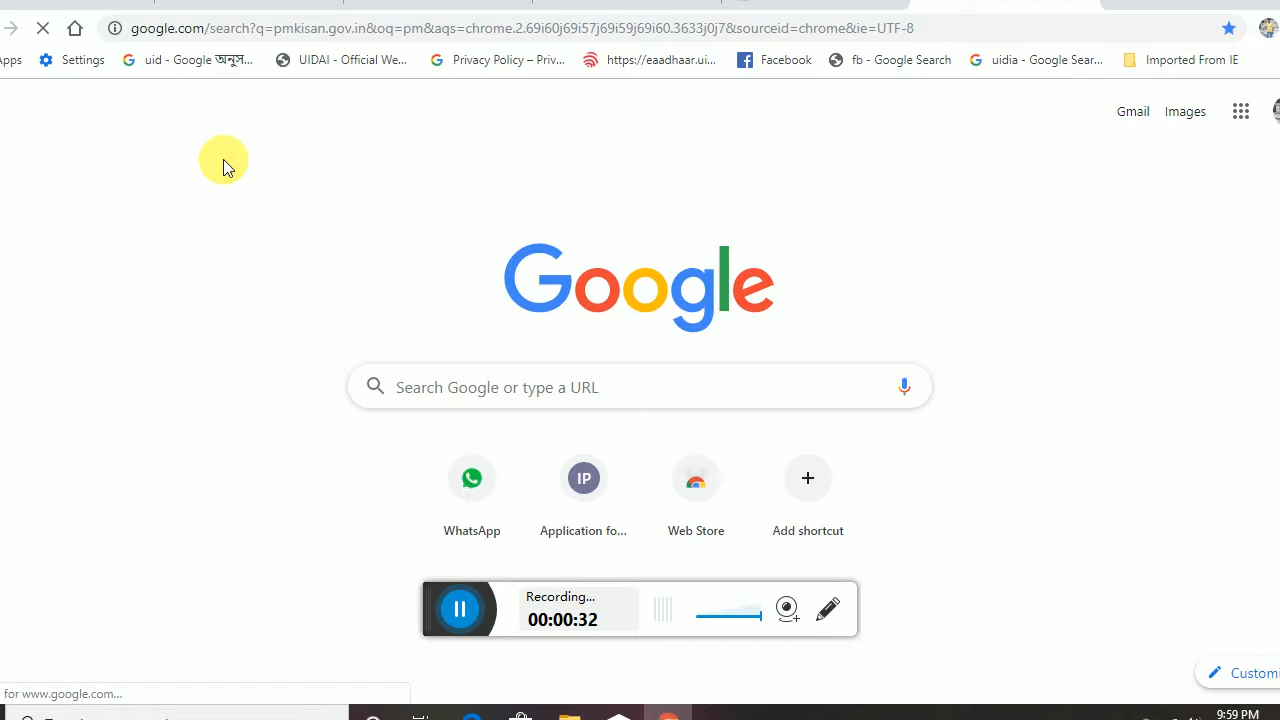 google.com/search?q=pmkisan.gov.in&oq=pm&aqs=chrome.2.69i60j69i57j69i59j69i60.3633j0j7&sourceid=chrome&ie=UTF-8
Apps Settings uid - Google অনুস... UIDAI - Official We... Privacy Policy – Priv... https://eaadhaar.ui... Facebook fb - Google Search uidia - Google Sear... Imported From IE
Gmail Images
Google
Search Google or type a URL
IP
WhatsApp Application fo... Web Store Add shortcut
Recording...
00:00:32
Customi
for www.google.com...
9:59 PM